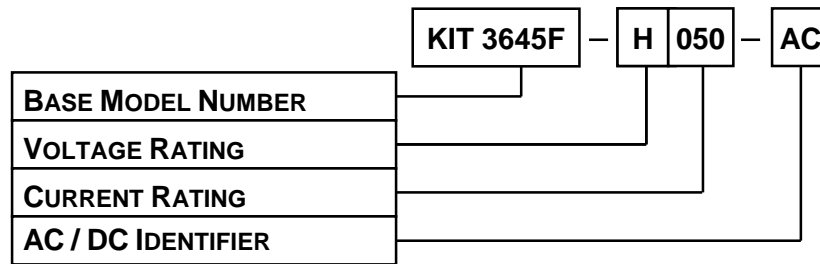 KIT 3645F – H 050 – AC
BASE MODEL NUMBER
VOLTAGE RATING
CURRENT RATING
AC / DC IDENTIFIER